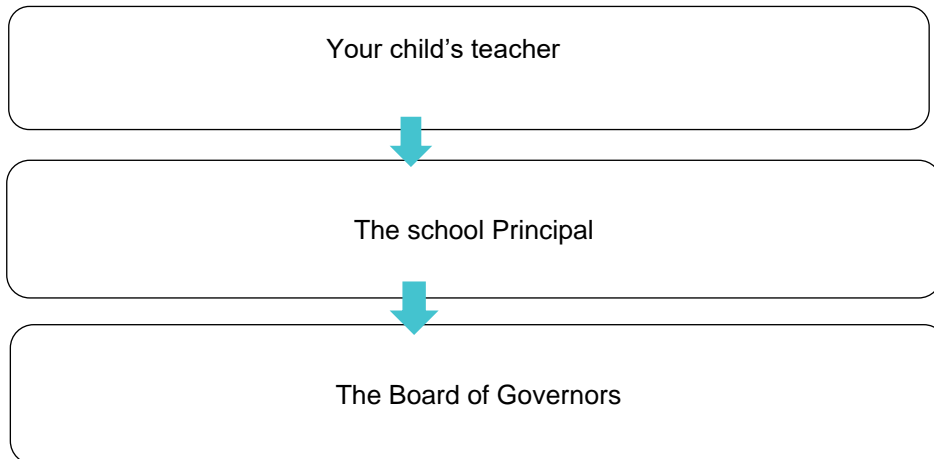 Your child’s teacher
The school Principal
The Board of Governors